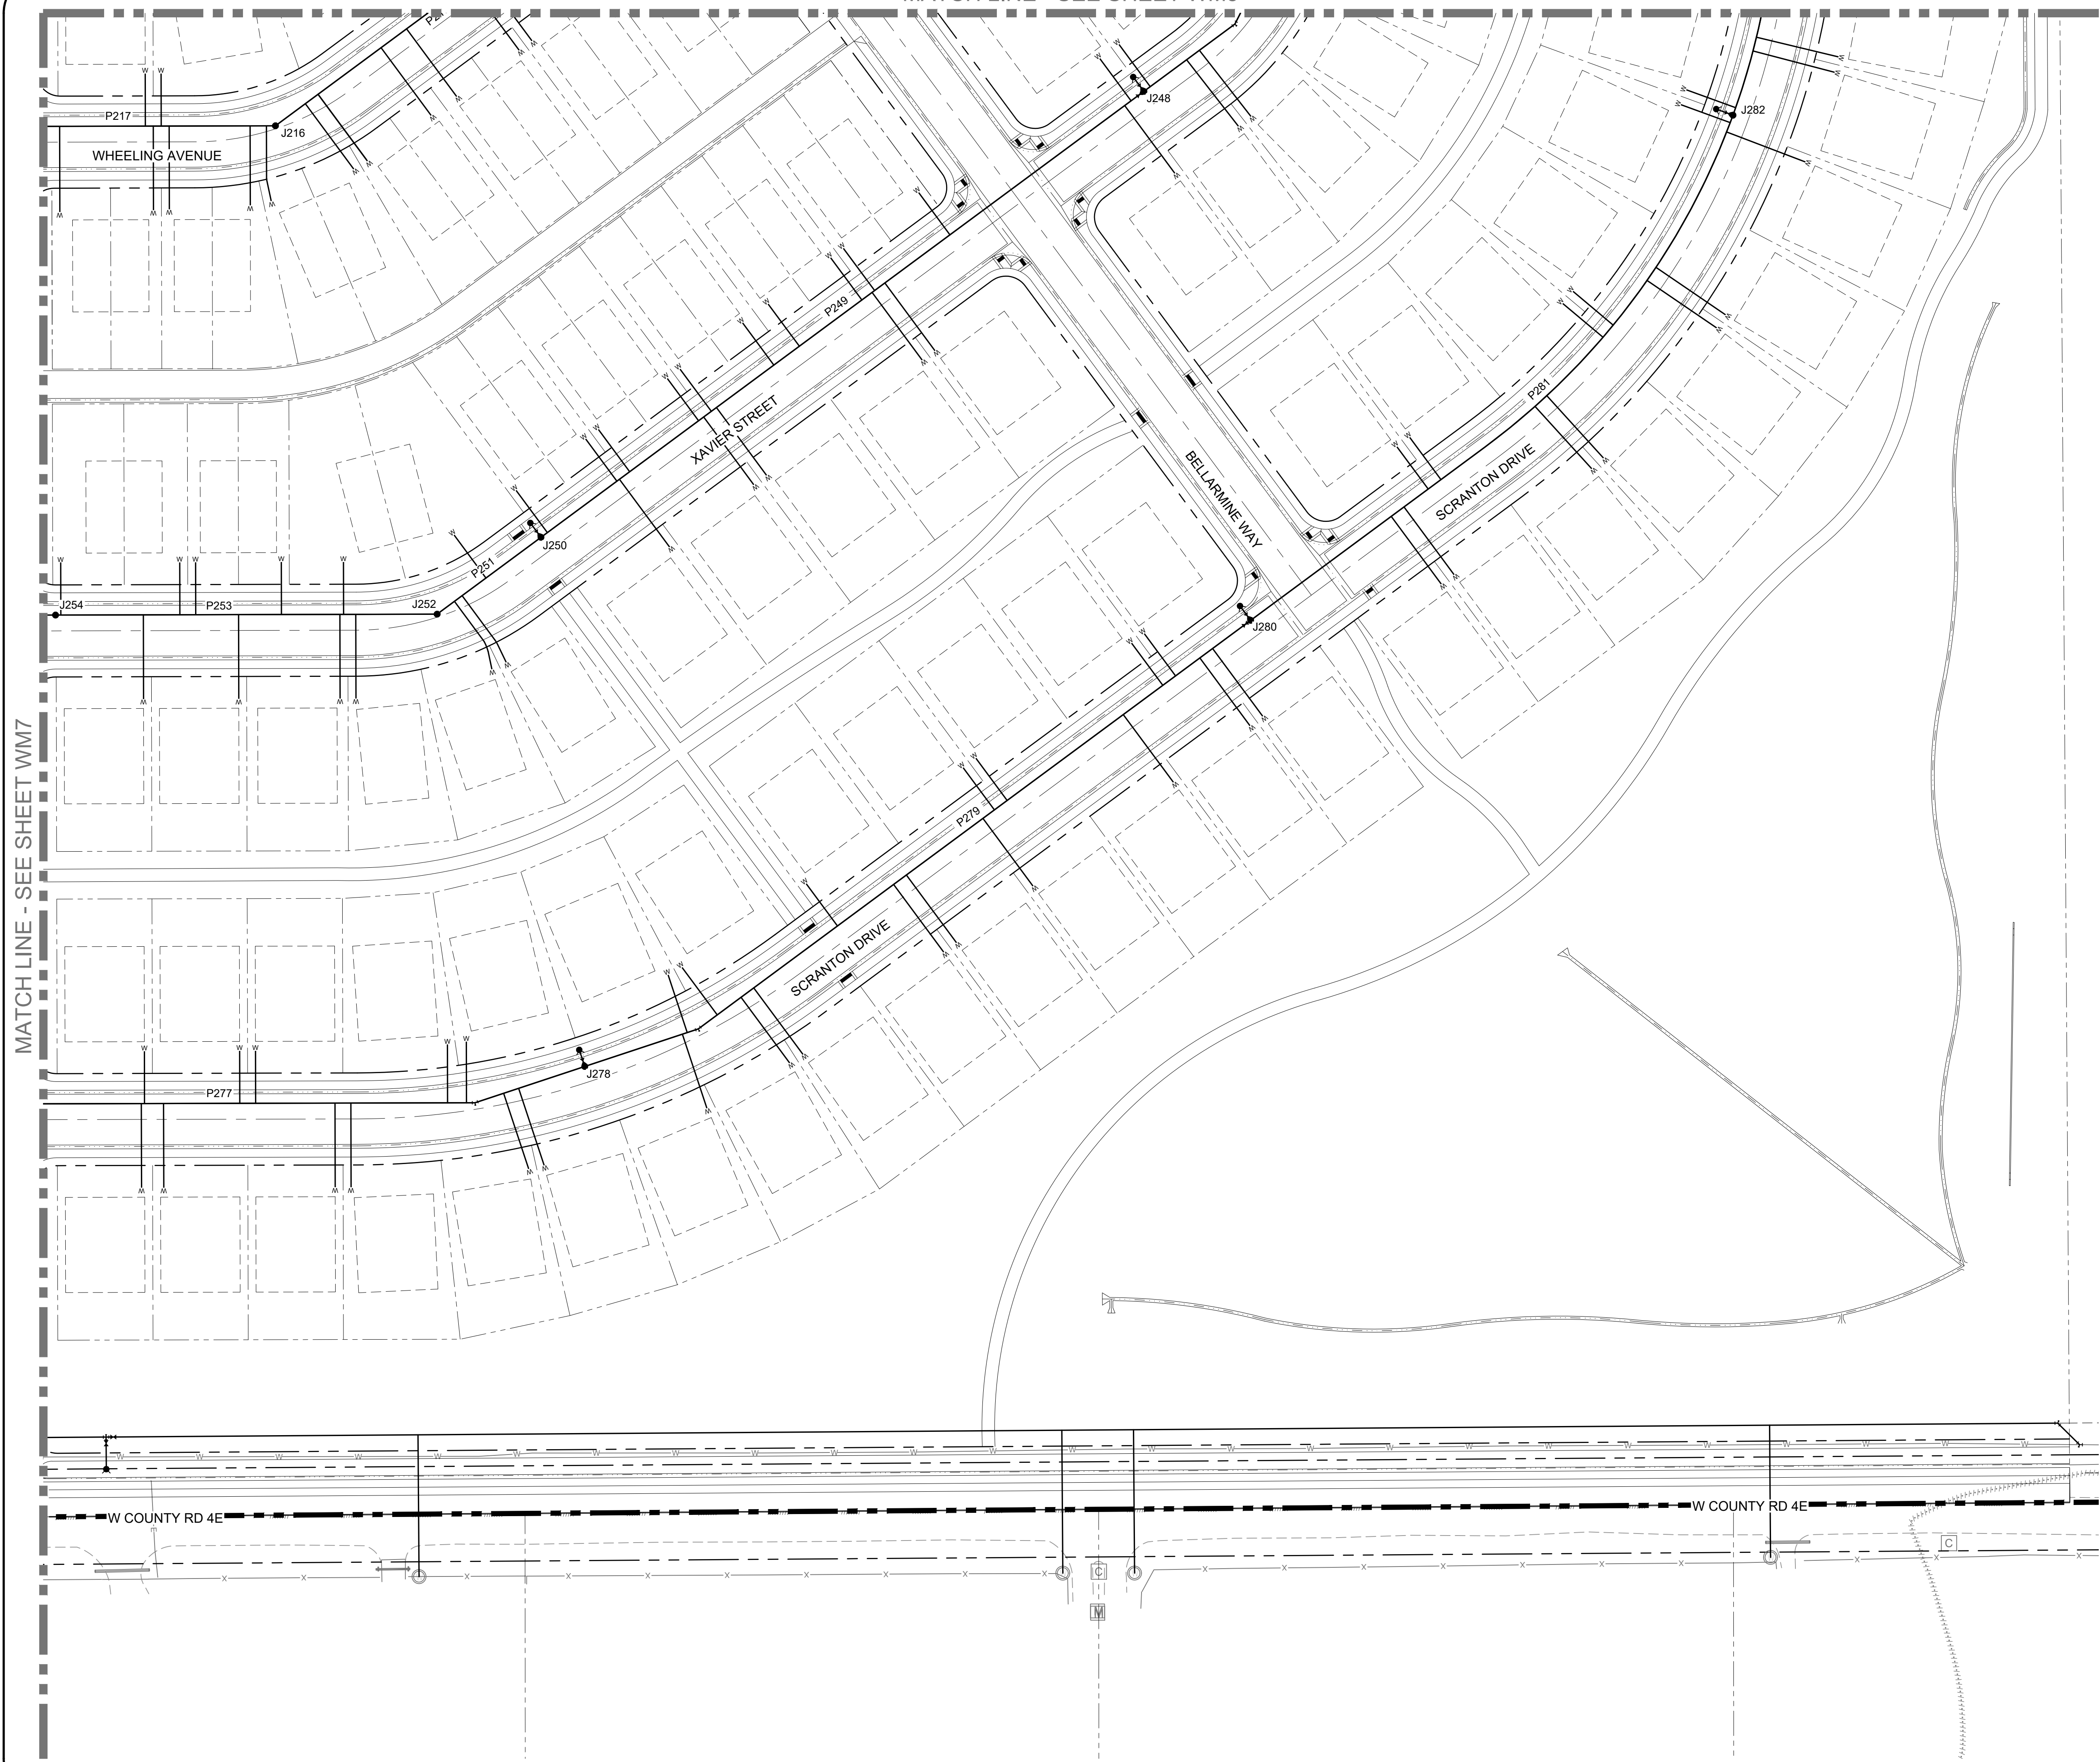 P217
J216
WHEELING AVENUE
J248
J282
P249
P281
XAVIER STREET
SCRANTON DRIVE
BELLARMINE WAY
J250
P251
J254
P253
J252
J280
P279
MATCH LINE - SEE SHEET WM7
SCRANTON DRIVE
J278
P277
W COUNTY RD 4E
W COUNTY RD 4E
C
C
M